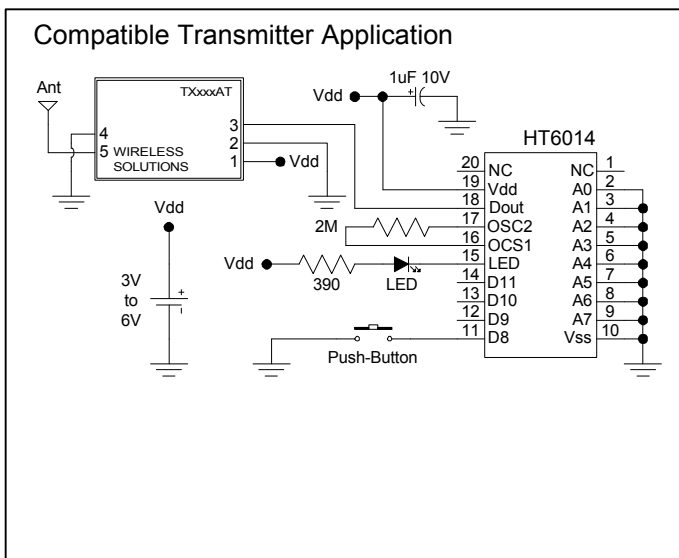 Compatible Transmitter Application
Ant
TXxxxAT
4
5
WIRELESS
SOLUTIONS
3
2
1
Vdd
Vdd
1uF 10V
+
HT6014
20 NC
19 Vdd
18 Dout
17 OSC2
16 OCS1
15 LED
14 D11
13 D10
12 D9
11 D8
NC 1
A0 2
A1 3
A2 4
A3 5
A4 6
A5 7
A6 8
A7 9
Vss 10
2M
Vdd
390
LED
Push-Button
Vdd
3V
to
6V
+
–